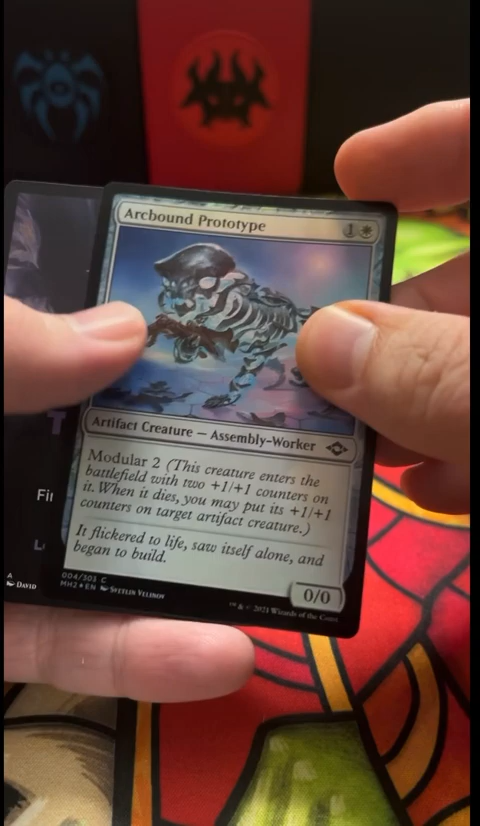 Arcbound Prototype
1
Artifact Creature — Assembly-Worker
Modular 2 (This creature enters the
battlefield with two +1/+1 counters on
it. When it dies, you may put its +1/+1
counters on target artifact creature.)
It flickered to life, saw itself alone, and
began to build.
0/0
004/303 C
MH2 ★ EN Svetlin Velinov
™ & © 2021 Wizards of the Coast
T
Fir
L
A
DAVID